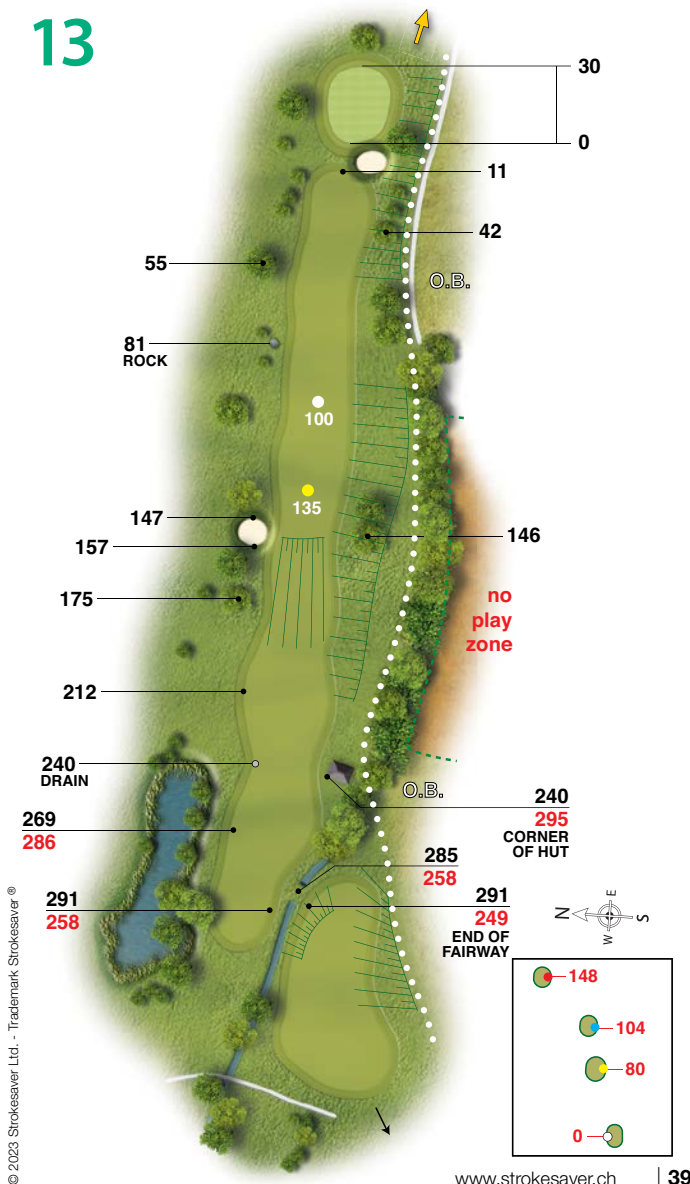 13
30
0
11
42
55
O.B.
81
ROCK
100
135
147
157
146
175
no
play
zone
212
240
DRAIN
O.B.
240
295
CORNER
OF HUT
269
286
285
258
291
258
291
249
END OF
FAIRWAY
E
N
S
W
148
104
80
0
© 2023 Strokesaver Ltd. - Trademark Strokesaver ®
www.strokesaver.ch
39